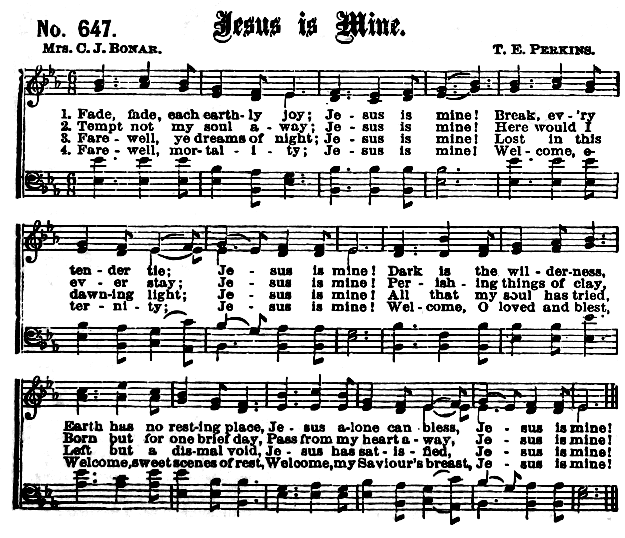 No. 647.
Jesus is Mine.
Mrs. C. J. Bonar.
T. E. Perkins.
1. Fade, fade, each earth-ly joy; Je - sus is mine! Break, ev-'ry
2. Tempt not my soul a - way; Je - sus is mine! Here would I
3. Fare - well, ye dreams of night; Je - sus is mine! Lost in this
4. Fare - well, mor - tal - i - ty; Je - sus is mine! Wel - come, e-
ten - der tie; Je - sus is mine! Dark is the wil - der-ness,
ev - er stay; Je - sus is mine! Per - ish - ing things of clay,
dawn-ing light; Je - sus is mine! All that my soul has tried,
ter - ni - ty; Je - sus is mine! Wel - come, O loved and blest,
Earth has no rest-ing place, Je - sus a-lone can bless, Je - sus is mine!
Born but for one brief day, Pass from my heart a-way, Je - sus is mine!
Left but a dis-mal void, Je - sus has sat - is - fied, Je - sus is mine!
Welcome, sweet scenes of rest, Welcome, my Saviour's breast, Je - sus is mine!